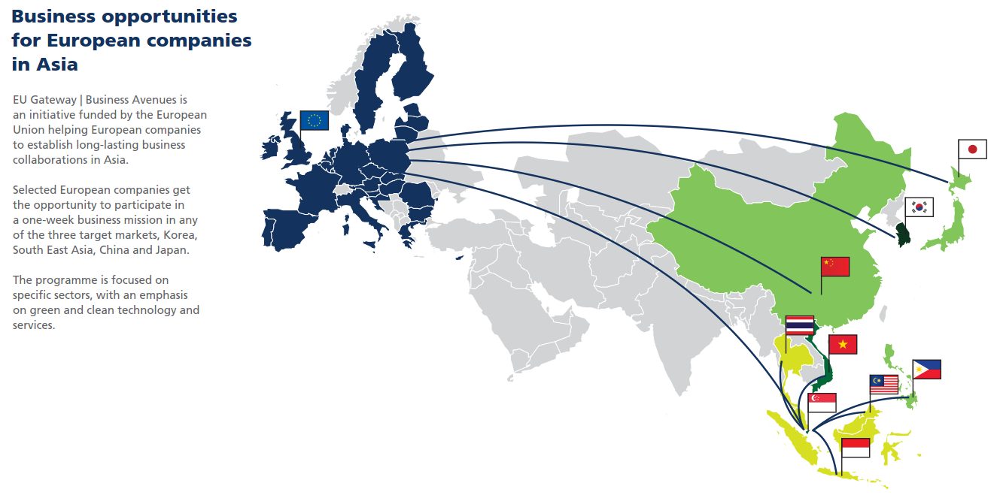 Business opportunities
for European companies
in Asia
EU Gateway | Business Avenues is
an initiative funded by the European
Union helping European companies
to establish long-lasting business
collaborations in Asia.
Selected European companies get
the opportunity to participate in
a one-week business mission in any
of the three target markets, Korea,
South East Asia, China and Japan.
The programme is focused on
specific sectors, with an emphasis
on green and clean technology and
services.